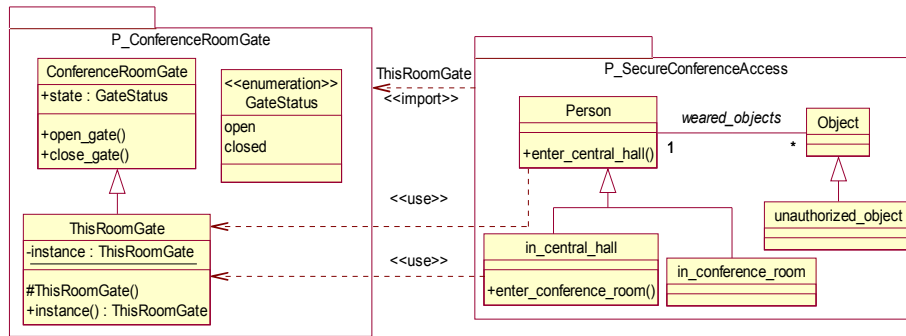 P_ConferenceRoomGate
ConferenceRoomGate
+state : GateStatus
+open_gate()
+close_gate()
<<enumeration>>
GateStatus
open
closed
ThisRoomGate
-instance : ThisRoomGate
#ThisRoomGate()
+instance() : ThisRoomGate
ThisRoomGate
<<import>>
<<use>>
<<use>>
P_SecureConferenceAccess
Person
+enter_central_hall()
weared_objects
1
*
Object
unauthorized_object
in_central_hall
+enter_conference_room()
in_conference_room